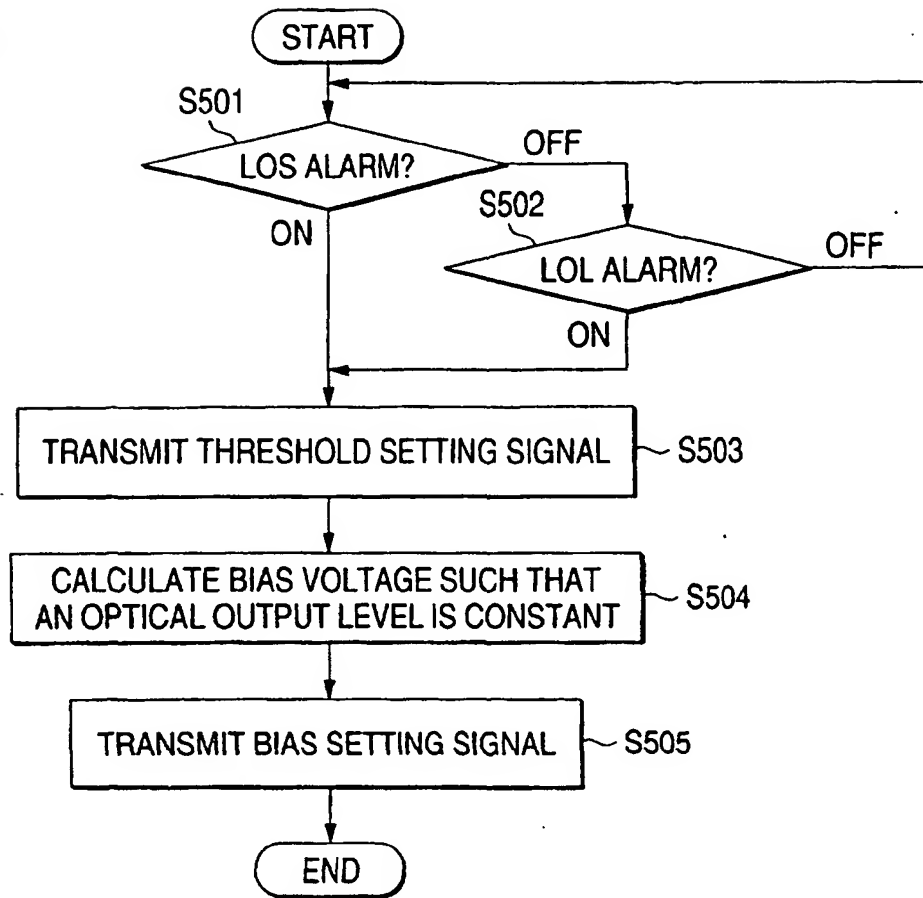 START
S501
LOS ALARM?
OFF
ON
S502
LOL ALARM?
OFF
ON
TRANSMIT THRESHOLD SETTING SIGNAL
S503
CALCULATE BIAS VOLTAGE SUCH THAT
AN OPTICAL OUTPUT LEVEL IS CONSTANT
S504
TRANSMIT BIAS SETTING SIGNAL
S505
END